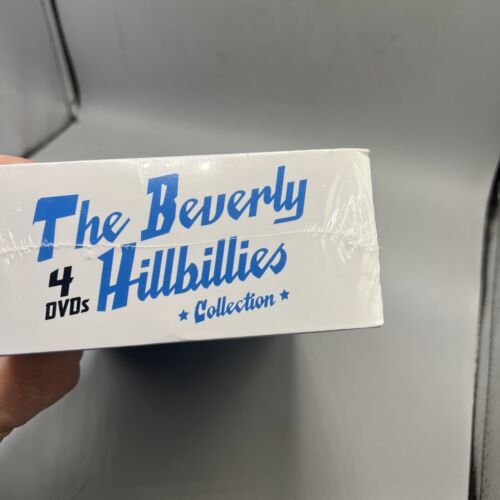 The Beverly
Hillbillies
4
DVDs
★ Collection ★